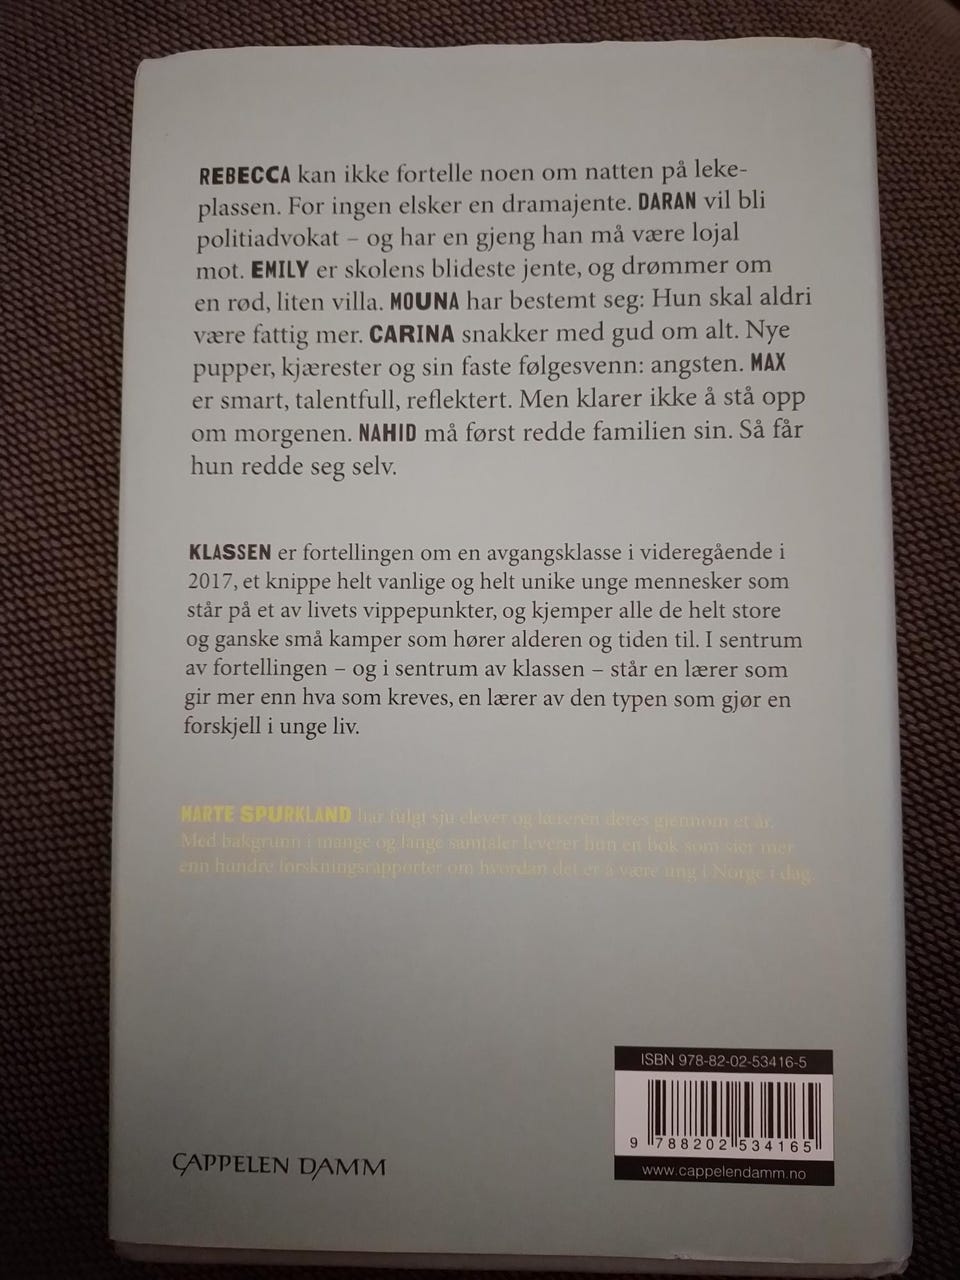 REBECCA kan ikke fortelle noen om natten på leke-
plassen. For ingen elsker en dramajente. DARAN vil bli
politiadvokat – og har en gjeng han må være lojal
mot. EMILY er skolens blideste jente, og drømmer om
en rød, liten villa. MOUNA har bestemt seg: Hun skal aldri
være fattig mer. CARINA snakker med gud om alt. Nye
pupper, kjærester og sin faste følgesvenn: angsten. MAX
er smart, talentfull, reflektert. Men klarer ikke å stå opp
om morgenen. NAHID må først redde familien sin. Så får
hun redde seg selv.
KLASSEN er fortellingen om en avgangsklasse i videregående i
2017, et knippe helt vanlige og helt unike unge mennesker som
står på et av livets vippepunkter, og kjemper alle de helt store
og ganske små kamper som hører alderen og tiden til. I sentrum
av fortellingen – og i sentrum av klassen – står en lærer som
gir mer enn hva som kreves, en lærer av den typen som gjør en
forskjell i unge liv.
MARTE SPURKLAND har fulgt sju elever og læreren deres gjennom et år.
Med bakgrunn i mange og lange samtaler leverer hun en bok som sier mer
enn hundre forskningsrapporter om hvordan det er å være ung i Norge i dag.
ISBN 978-82-02-53416-5
9 788202 534165
www.cappelendamm.no
CAPPELEN DAMM